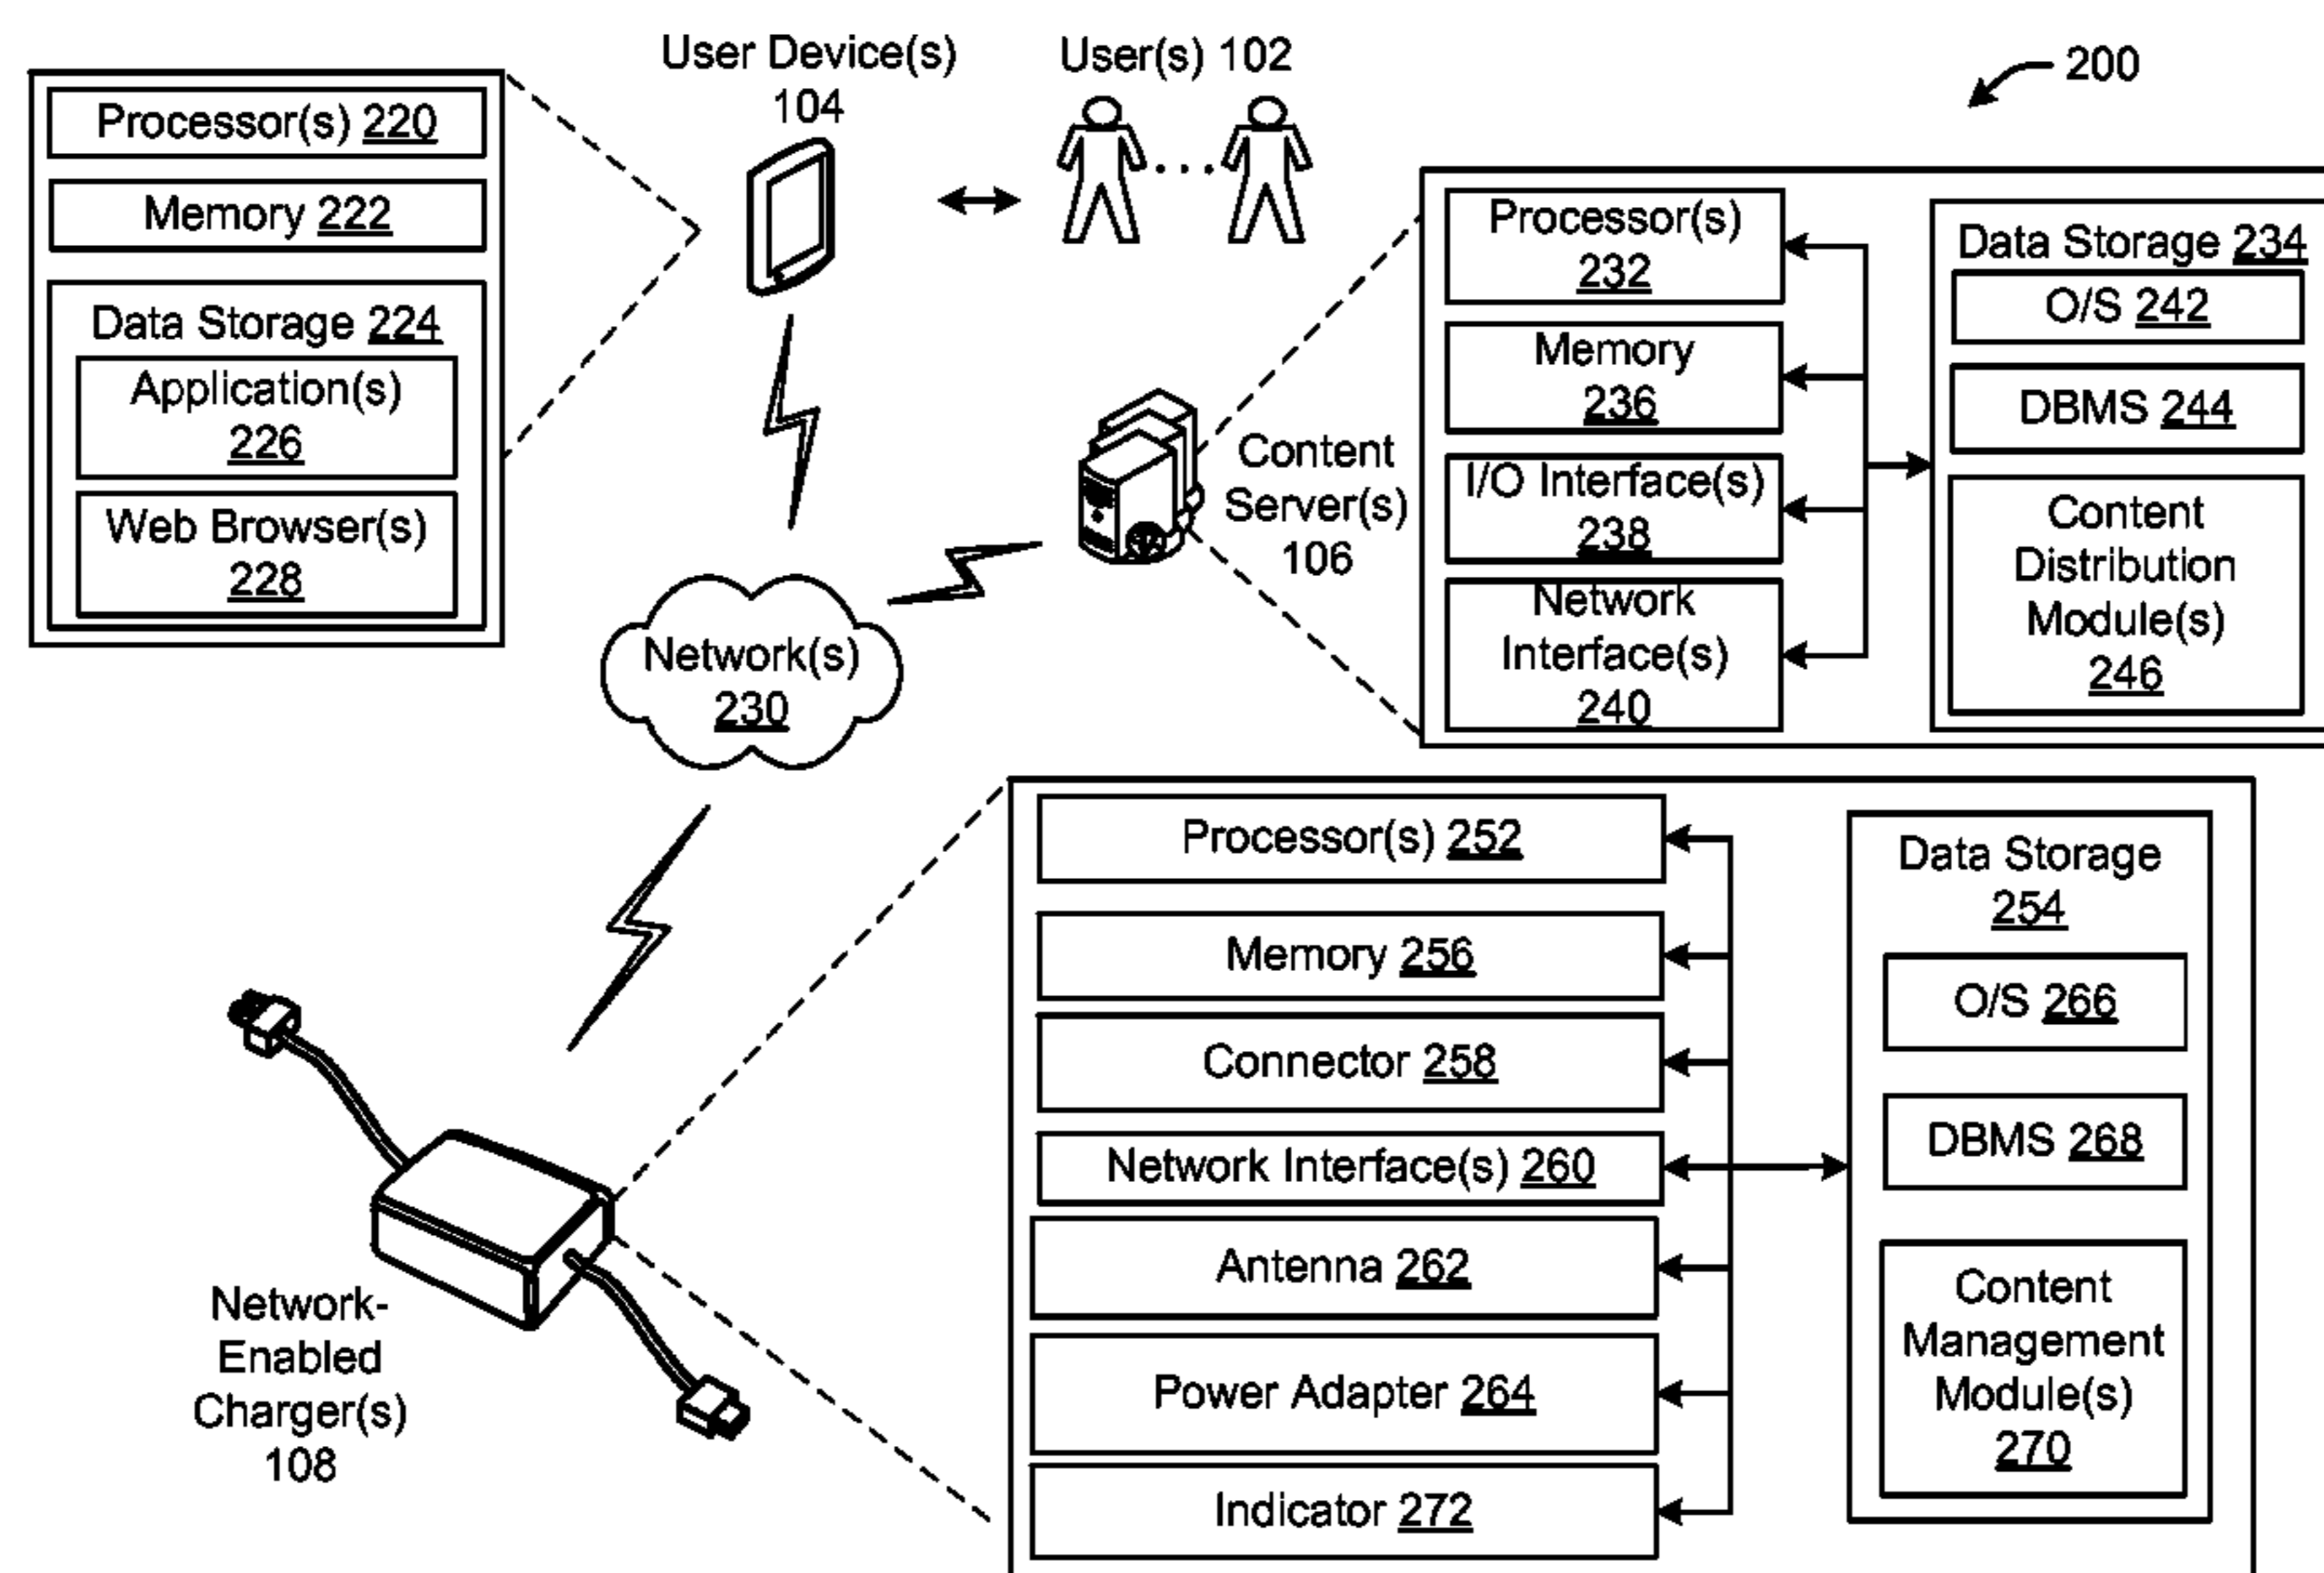 User Device(s)
104
User(s) 102
200
Processor(s) 220
Memory 222
Data Storage 224
Application(s)
226
Web Browser(s)
228
Processor(s)
232
Memory
236
I/O Interface(s)
238
Network
Interface(s)
240
Data Storage 234
O/S 242
DBMS 244
Content
Distribution
Module(s)
246
Content
Server(s)
106
Network(s)
230
Network-
Enabled
Charger(s)
108
Processor(s) 252
Memory 256
Connector 258
Network Interface(s) 260
Antenna 262
Power Adapter 264
Indicator 272
Data Storage
254
O/S 266
DBMS 268
Content
Management
Module(s)
270